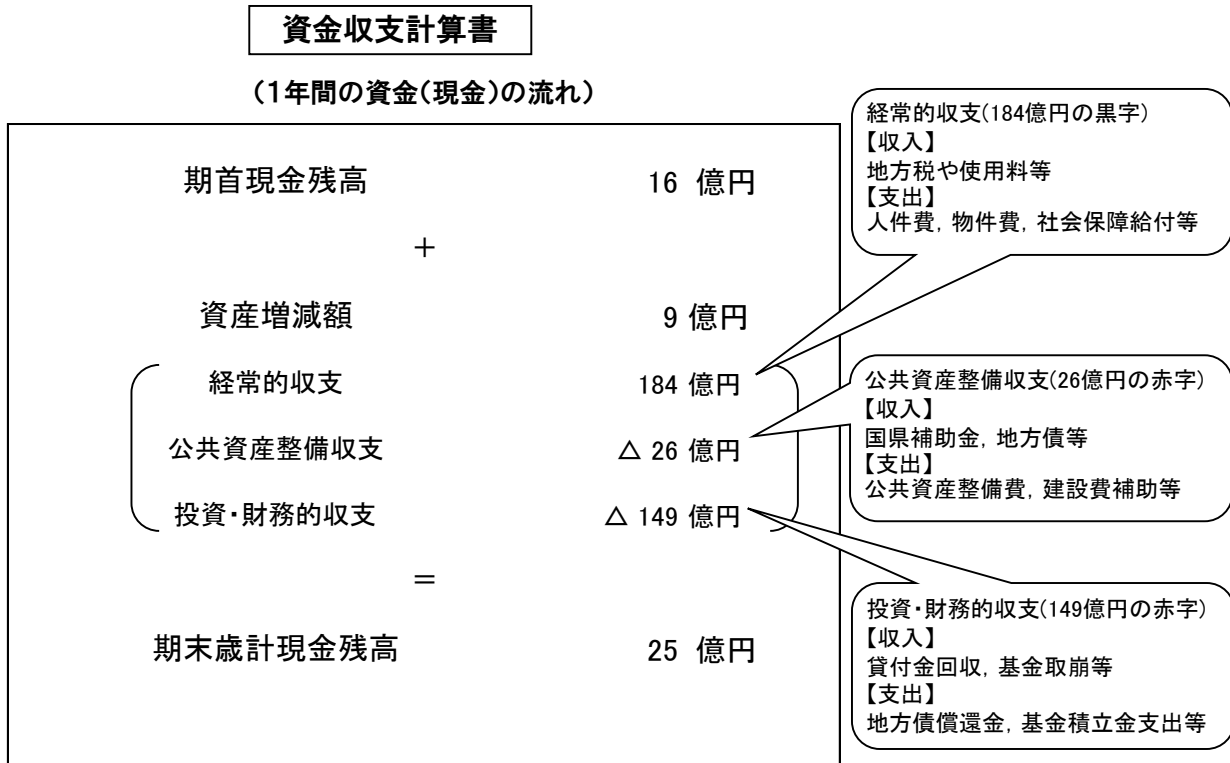 資金収支計算書
（1年間の資金(現金)の流れ）
期首現金残高 16 億円
＋
資産増減額 9 億円
経常的収支 184 億円
公共資産整備収支 △ 26 億円
投資・財務的収支 △ 149 億円
＝
期末歳計現金残高 25 億円
経常的収支(184億円の黒字)
【収入】
地方税や使用料等
【支出】
人件費, 物件費, 社会保障給付等
公共資産整備収支(26億円の赤字)
【収入】
国県補助金, 地方債等
【支出】
公共資産整備費, 建設費補助等
投資・財務的収支(149億円の赤字)
【収入】
貸付金回収, 基金取崩等
【支出】
地方債償還金, 基金積立金支出等